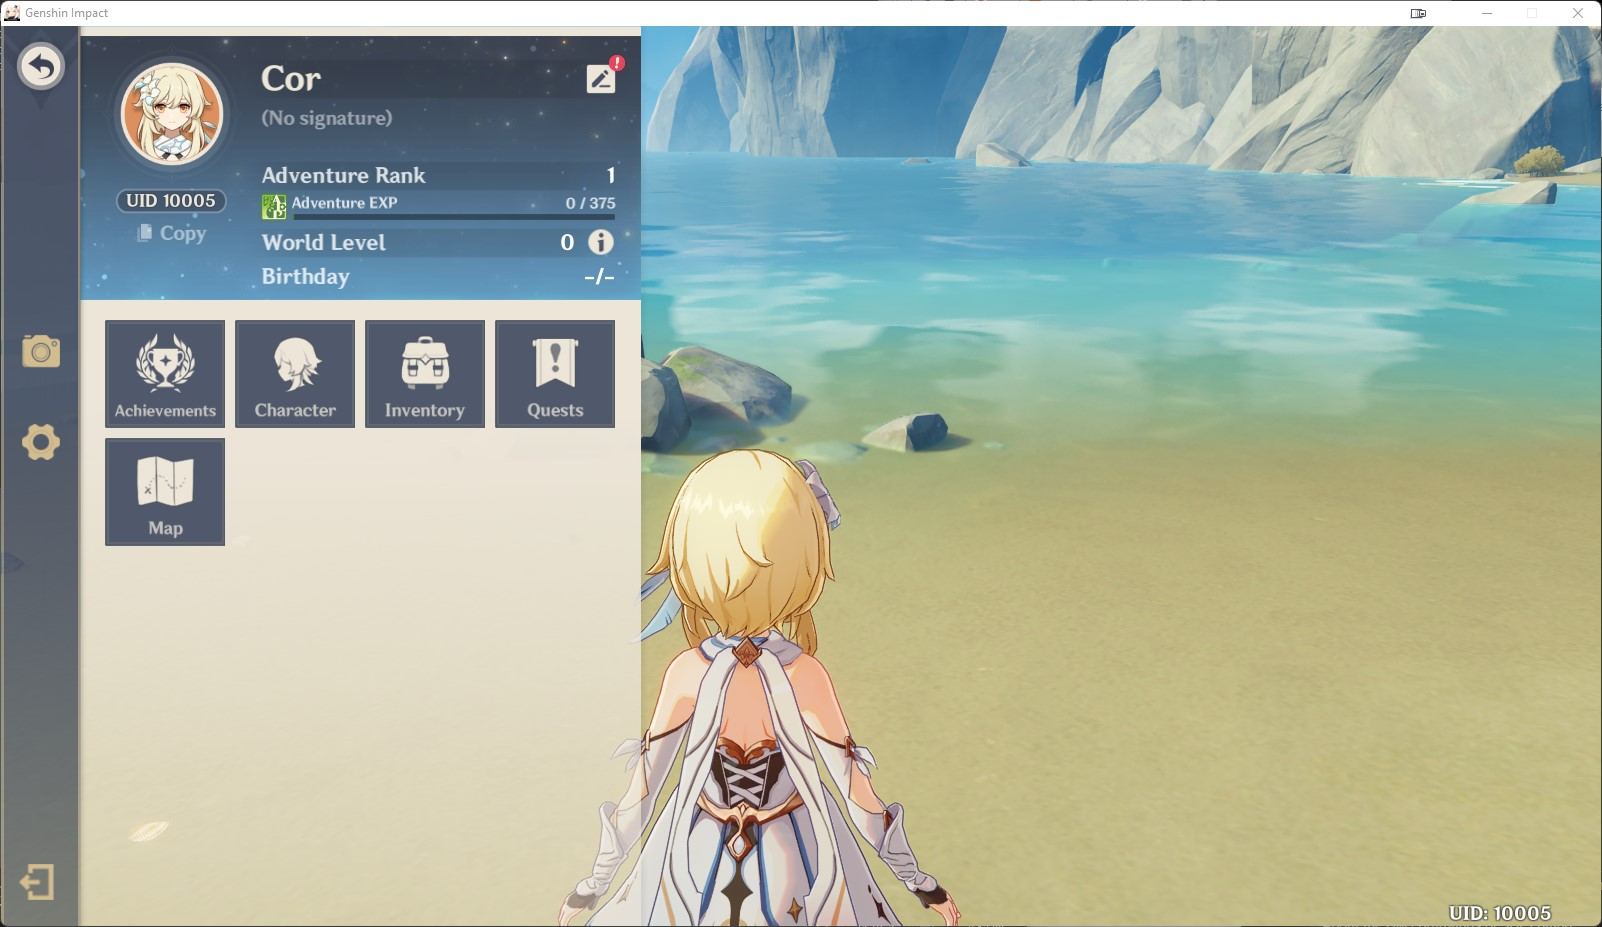 Genshin Impact
Cor
(No signature)
Adventure Rank 1
Adventure EXP 0 / 375
UID 10005
Copy
World Level 0
Birthday -/-
Achievements
Character
Inventory
Quests
Map
UID: 10005